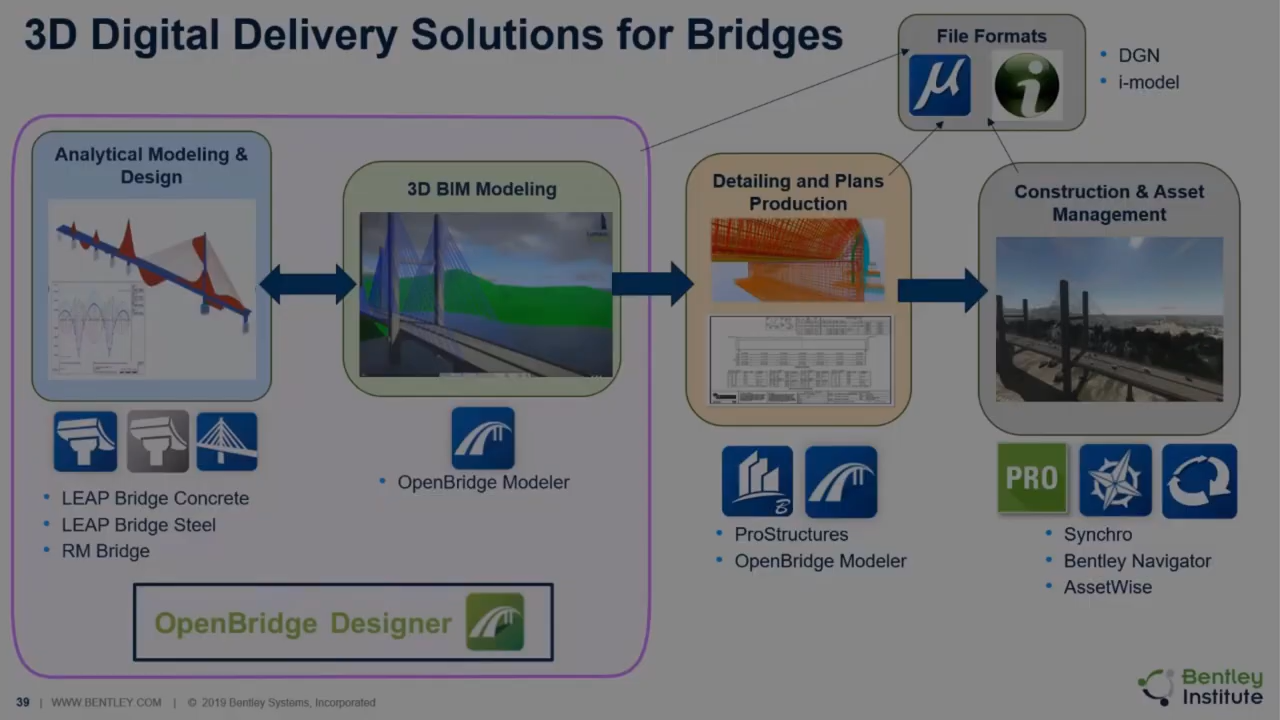 3D Digital Delivery Solutions for Bridges
File Formats
DGN
i-model
Analytical Modeling &
Design
3D BIM Modeling
Detailing and Plans
Production
Construction & Asset
Management
LEAP Bridge Concrete
LEAP Bridge Steel
RM Bridge
OpenBridge Modeler
B
ProStructures
OpenBridge Modeler
PRO
Synchro
Bentley Navigator
AssetWise
OpenBridge Designer
39 | WWW.BENTLEY.COM | © 2019 Bentley Systems, Incorporated
Bentley
Institute